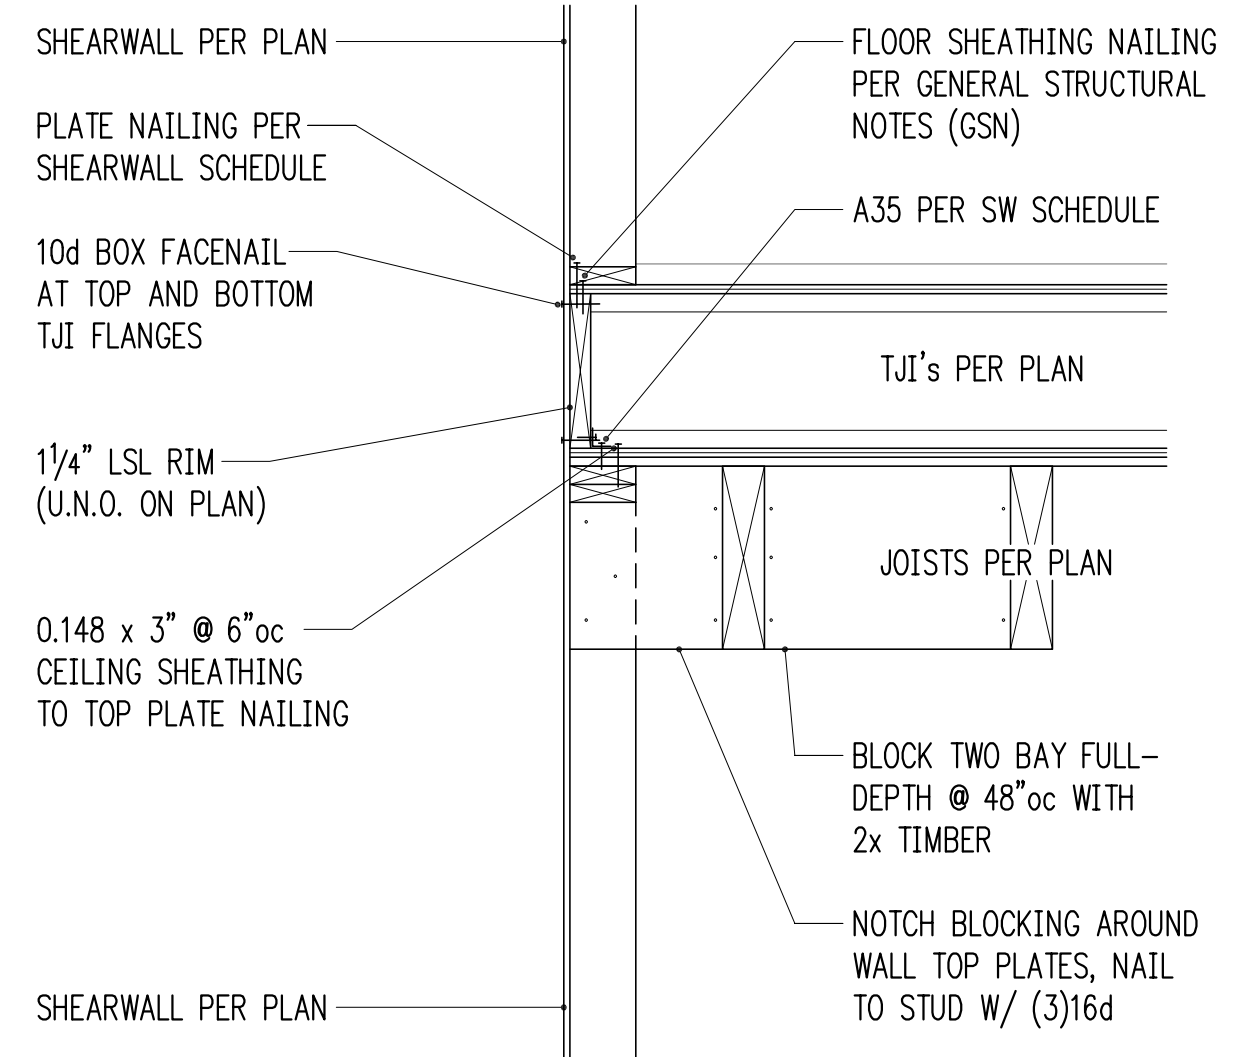 SHEARWALL PER PLAN
PLATE NAILING PER
SHEARWALL SCHEDULE
10d BOX FACENAIL
AT TOP AND BOTTOM
TJI FLANGES
1 1/4" LSL RIM
(U.N.O. ON PLAN)
0.148 x 3" @ 6"oc
CEILING SHEATHING
TO TOP PLATE NAILING
SHEARWALL PER PLAN
FLOOR SHEATHING NAILING
PER GENERAL STRUCTURAL
NOTES (GSN)
A35 PER SW SCHEDULE
TJI's PER PLAN
JOISTS PER PLAN
BLOCK TWO BAY FULL-
DEPTH @ 48"oc WITH
2x TIMBER
NOTCH BLOCKING AROUND
WALL TOP PLATES, NAIL
TO STUD W/ (3)16d